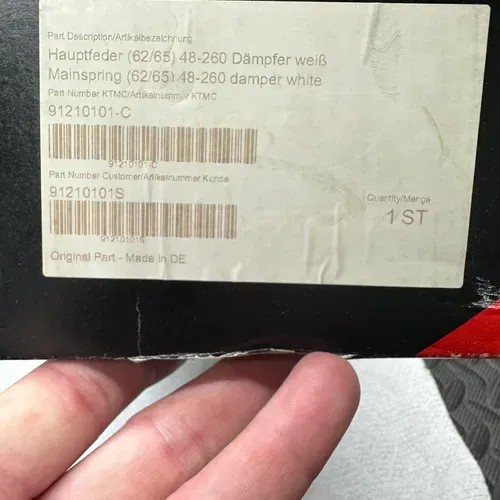 Part Description/Artikelbezeichnung
Hauptfeder (62/65) 48-260 Dämpfer weiß
Mainspring (62/65) 48-260 damper white
Part Number KTMC/Artikelnummer KTMC
91210101-C
91210101-C
Part Number Customer/Artikelnummer Kunde
91210101S
91210101S
Quantity/Menge
1 ST
Original Part - Made in DE